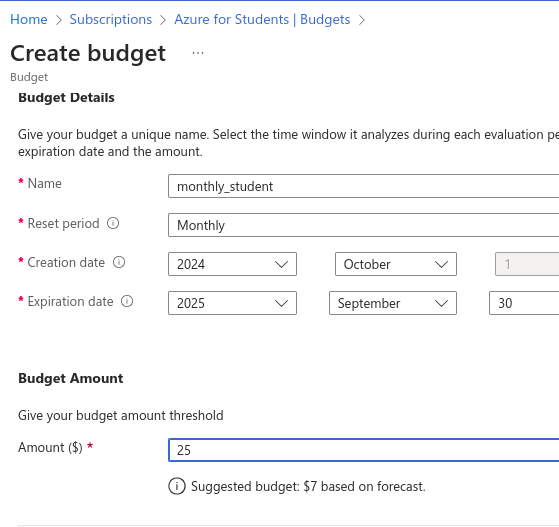 Home > Subscriptions > Azure for Students | Budgets >
Create budget ...
Budget
Budget Details
Give your budget a unique name. Select the time window it analyzes during each evaluation pe
expiration date and the amount.
* Name monthly_student
* Reset period Monthly
* Creation date 2024 October 1
* Expiration date 2025 September 30
Budget Amount
Give your budget amount threshold
Amount ($) * 25
Suggested budget: $7 based on forecast.